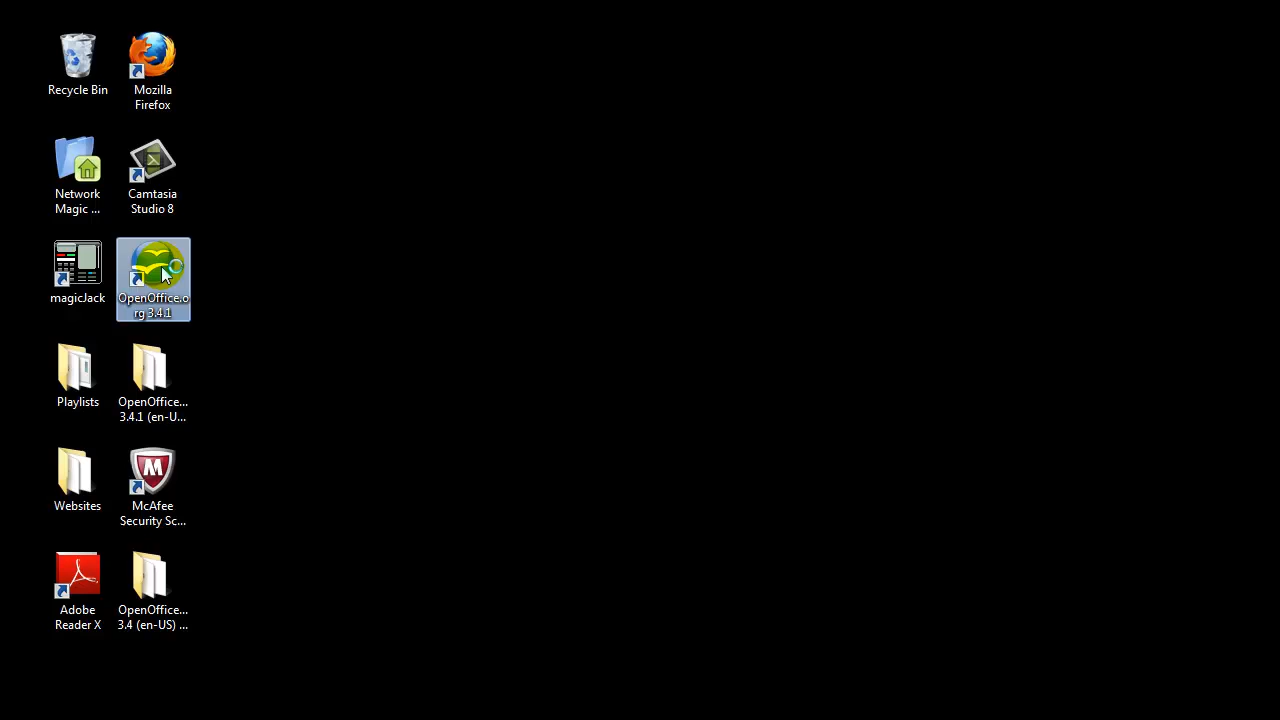 Recycle Bin
Mozilla
Firefox
Network
Magic ...
Camtasia
Studio 8
magicJack
OpenOffice.o
rg 3.4.1
Playlists
OpenOffice...
3.4.1 (en-U...
Websites
McAfee
Security Sc...
Adobe
Reader X
OpenOffice...
3.4 (en-US) ...